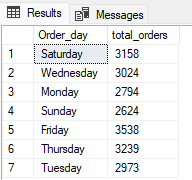 Results Messages
Order_day total_orders
1 Saturday 3158
2 Wednesday 3024
3 Monday 2794
4 Sunday 2624
5 Friday 3538
6 Thursday 3239
7 Tuesday 2973